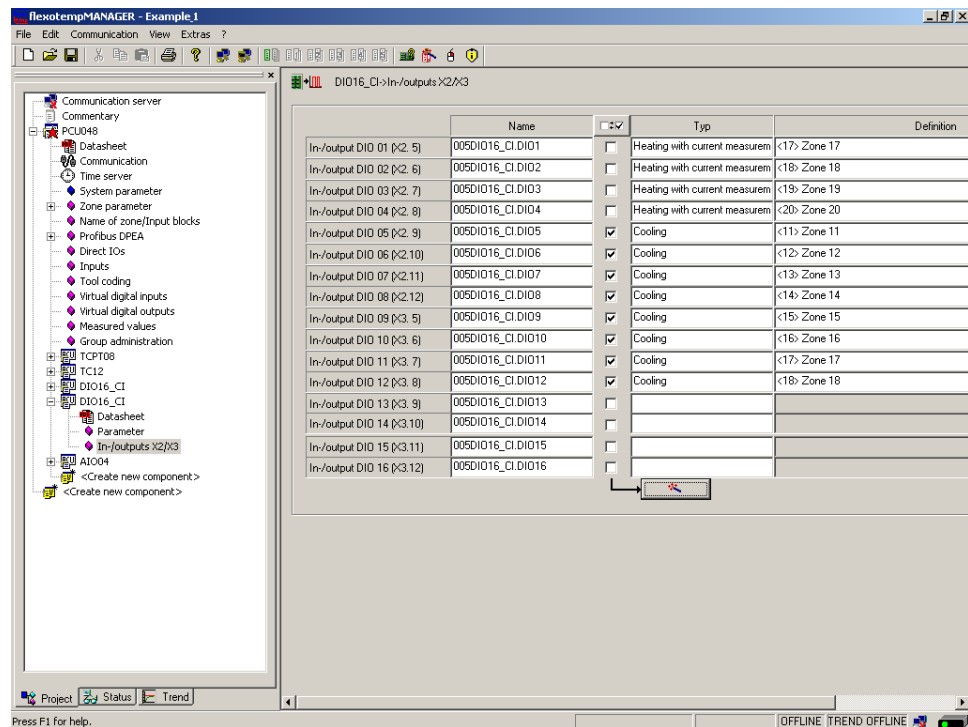 flexotempMANAGER - Example_1
File Edit Communication View Extras ?
DIO16_CI->In-/outputs X2/X3
Communication server
Commentary
PCU048
Datasheet
Communication
Time server
System parameter
Zone parameter
Name of zone/Input blocks
Profibus DPEA
Direct IOs
Inputs
Tool coding
Virtual digital inputs
Virtual digital outputs
Measured values
Group administration
TCPT08
TC12
DIO16_CI
DIO16_CI
Datasheet
Parameter
In-/outputs X2/X3
AIO04
<Create new component>
<Create new component>
Name Typ Definition
In-/output DIO 01 (X2. 5) 005DIO16_CI.DIO1 Heating with current measurem <17> Zone 17
In-/output DIO 02 (X2. 6) 005DIO16_CI.DIO2 Heating with current measurem <18> Zone 18
In-/output DIO 03 (X2. 7) 005DIO16_CI.DIO3 Heating with current measurem <19> Zone 19
In-/output DIO 04 (X2. 8) 005DIO16_CI.DIO4 Heating with current measurem <20> Zone 20
In-/output DIO 05 (X2. 9) 005DIO16_CI.DIO5 Cooling <11> Zone 11
In-/output DIO 06 (X2.10) 005DIO16_CI.DIO6 Cooling <12> Zone 12
In-/output DIO 07 (X2.11) 005DIO16_CI.DIO7 Cooling <13> Zone 13
In-/output DIO 08 (X2.12) 005DIO16_CI.DIO8 Cooling <14> Zone 14
In-/output DIO 09 (X3. 5) 005DIO16_CI.DIO9 Cooling <15> Zone 15
In-/output DIO 10 (X3. 6) 005DIO16_CI.DIO10 Cooling <16> Zone 16
In-/output DIO 11 (X3. 7) 005DIO16_CI.DIO11 Cooling <17> Zone 17
In-/output DIO 12 (X3. 8) 005DIO16_CI.DIO12 Cooling <18> Zone 18
In-/output DIO 13 (X3. 9) 005DIO16_CI.DIO13
In-/output DIO 14 (X3.10) 005DIO16_CI.DIO14
In-/output DIO 15 (X3.11) 005DIO16_CI.DIO15
In-/output DIO 16 (X3.12) 005DIO16_CI.DIO16
Project Status Trend
Press F1 for help. OFFLINE TREND OFFLINE